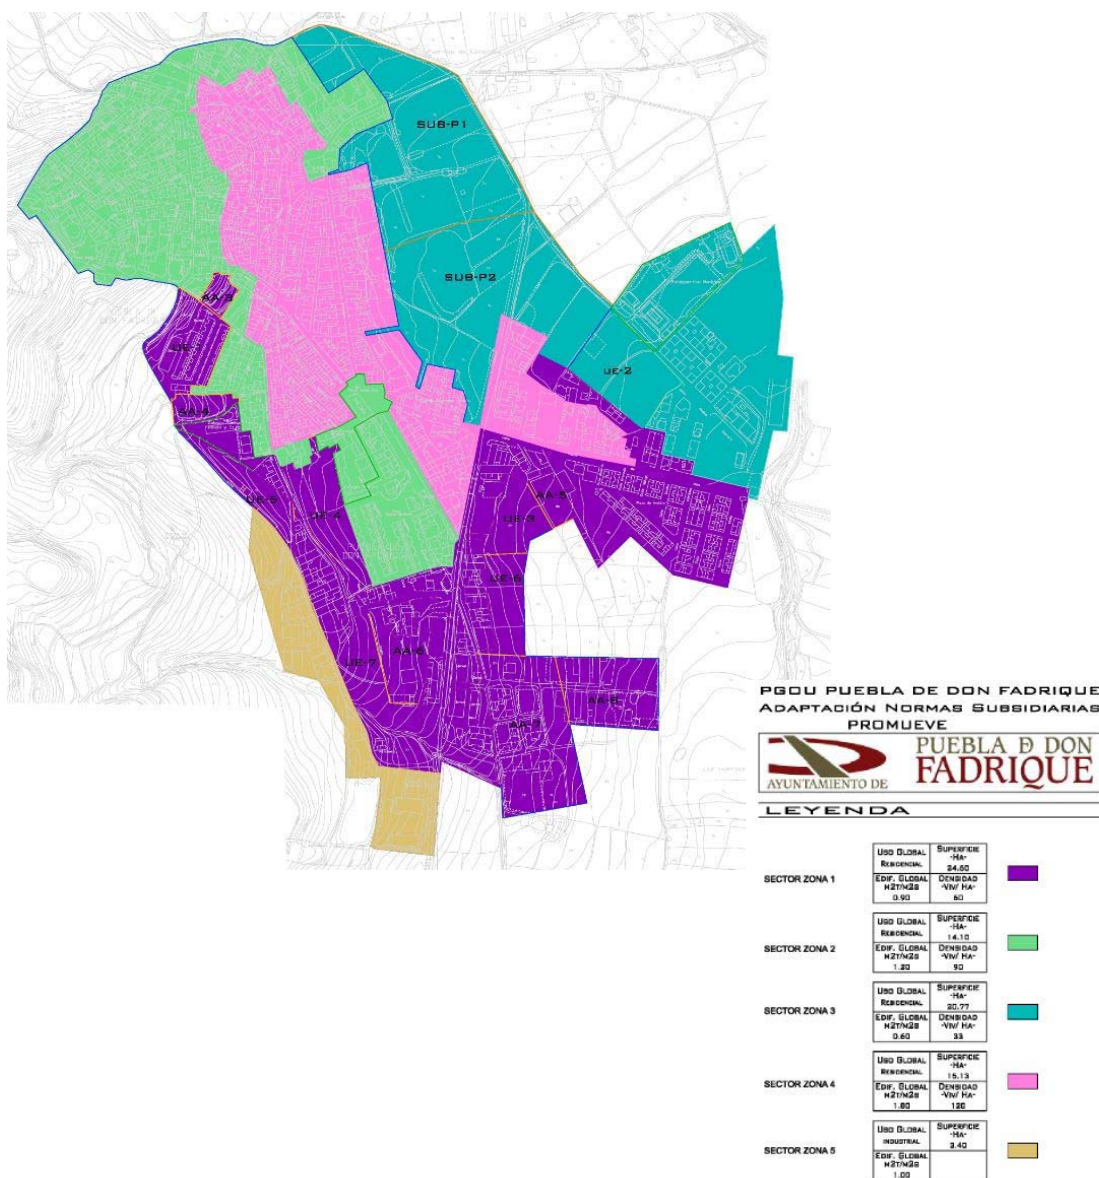 SUB-P1
SUB-P2
AA-3
UE-2
AA-4
AA-5
UE-5
UE-4
UE-3
UE-6
AA-6
UE-7
AA-7
PGOU PUEBLA DE DON FADRIQUE
ADAPTACIÓN NORMAS SUBSIDIARIAS
PROMUEVE
AYUNTAMIENTO DE
PUEBLA D DON
FADRIQUE
LEYENDA
SECTOR ZONA 1
USO GLOBAL RESIDENCIAL
SUPERFICIE -HA-
EDIF. GLOBAL M2T/M2S 0.90
DENSIDAD -VIV/ HA- 60
SECTOR ZONA 2
USO GLOBAL RESIDENCIAL
SUPERFICIE -HA- 14.10
EDIF. GLOBAL M2T/M2S 1.20
DENSIDAD -VIV/ HA- 90
SECTOR ZONA 3
USO GLOBAL RESIDENCIAL
SUPERFICIE -HA- 20.77
EDIF. GLOBAL M2T/M2S 0.60
DENSIDAD -VIV/ HA- 33
SECTOR ZONA 4
USO GLOBAL RESIDENCIAL
SUPERFICIE -HA- 15.13
EDIF. GLOBAL M2T/M2S 1.80
DENSIDAD -VIV/ HA- 120
SECTOR ZONA 5
USO GLOBAL INDUSTRIAL
SUPERFICIE -HA- 3.40
EDIF. GLOBAL M2T/M2S 1.00